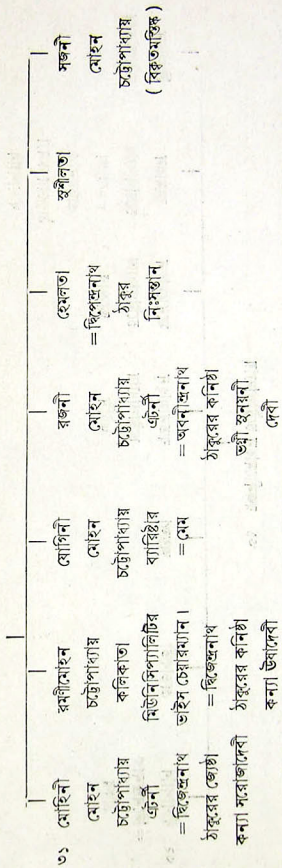 ৩১
মোহিনী
মোহন
চট্টোপাধ্যায়
এটর্নী
= দ্বিজেন্দ্রনাথ
ঠাকুরের জ্যেষ্ঠা
কন্যা সরোজাদেবী
রমণীমোহন
চট্টোপাধ্যায়
কলিকাতা
মিউনিসপ্যালিটির
ভাইস চেয়ারম্যান।
= দ্বিজেন্দ্রনাথ
ঠাকুরের কনিষ্ঠা
কন্যা উষাদেবী
যোগিনী
মোহন
চট্টোপাধ্যায়
ব্যারিষ্টার
= মেম
রজনী
মোহন
চট্টোপাধ্যায়
এটর্নী
= অবনীন্দ্রনাথ
ঠাকুরের কনিষ্ঠা
ভগ্নী সুনয়নী
দেবী
হেমলতা
= দ্বিপেন্দ্রনাথ
ঠাকুর
নিঃসন্তান
সুশীলতা
সজনী
মোহন
চট্টোপাধ্যায়
( বিকৃতমস্তিষ্ক )